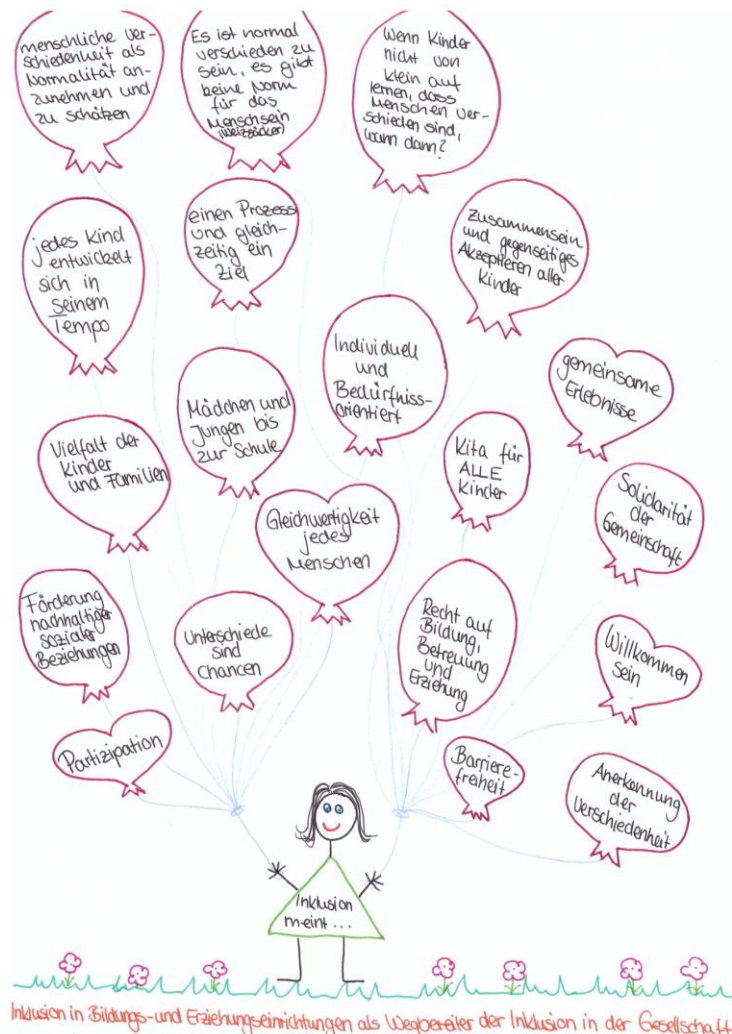 menschliche Ver-
schiedenheit als
Normalität an-
zunehmen und
zu schätzen
Es ist normal
verschieden zu
sein, es gibt
keine Norm
für das
Menschsein
(Weizsäcker)
Wenn Kinder
nicht von
klein auf
lernen, dass
Menschen ver-
schieden sind,
wann dann?
jedes Kind
entwickelt
sich in
seinem
Tempo
einen Prozess
und gleich-
zeitig ein
Ziel
zusammensein
und gegenseitiges
Akzeptieren aller
Kinder
Individuell
und
Bedürfniss-
orientiert
gemeinsame
Erlebnisse
Mädchen und
Jungen bis
zur Schule
Vielfalt der
Kinder
und Familien
Kita für
ALLE
Kinder
Gleichwertigkeit
jedes
Menschen
Solidarität
der
Gemeinschaft
Förderung
nachhaltiger
sozialer
Beziehungen
Unterschiede
sind
Chancen
Recht auf
Bildung,
Betreuung
und
Erziehung
Willkommen
Sein
Partizipation
Barriere-
freiheit
Anerkennung
der
Verschiedenheit
Inklusion
meint ...
Inklusion in Bildungs-und Erziehungseinrichtungen als Wegbereiter der Inklusion in der Gesellschaft